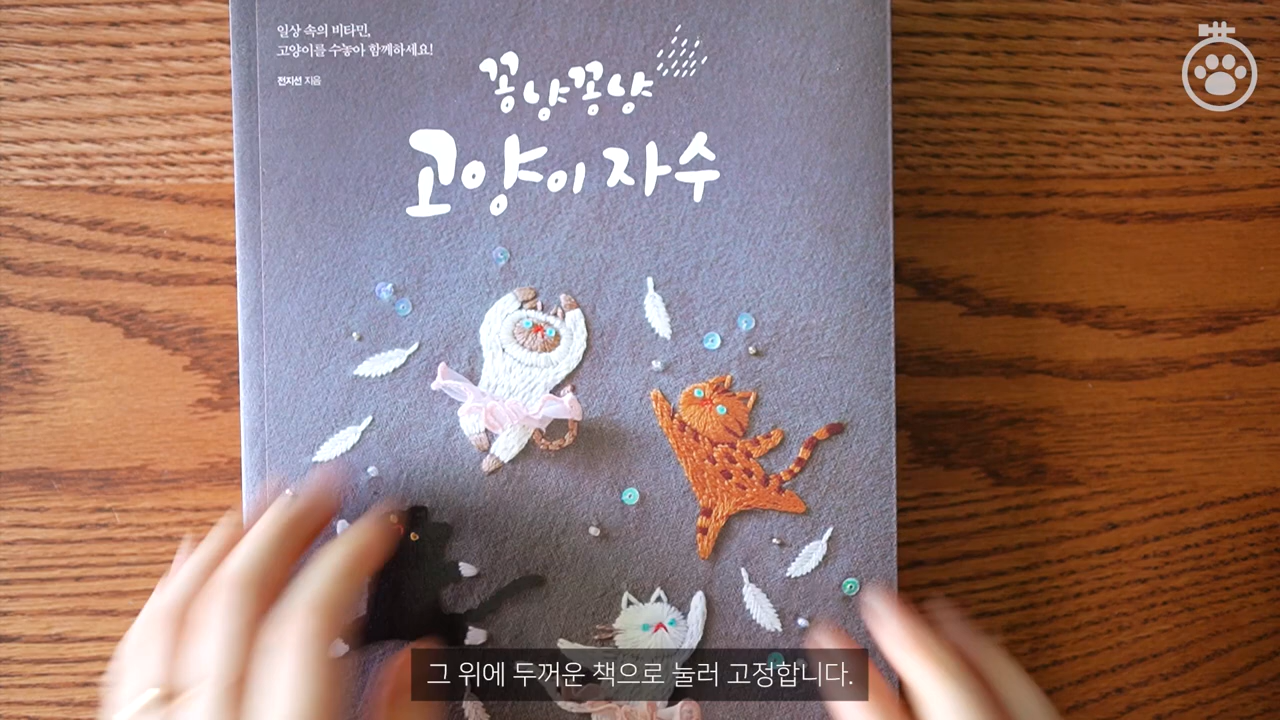 일상 속의 비타민,
고양이를 수놓아 함께하세요!
전지선 지음
꽁냥꽁냥
고양이 자수
그 위에 두꺼운 책으로 눌러 고정합니다.